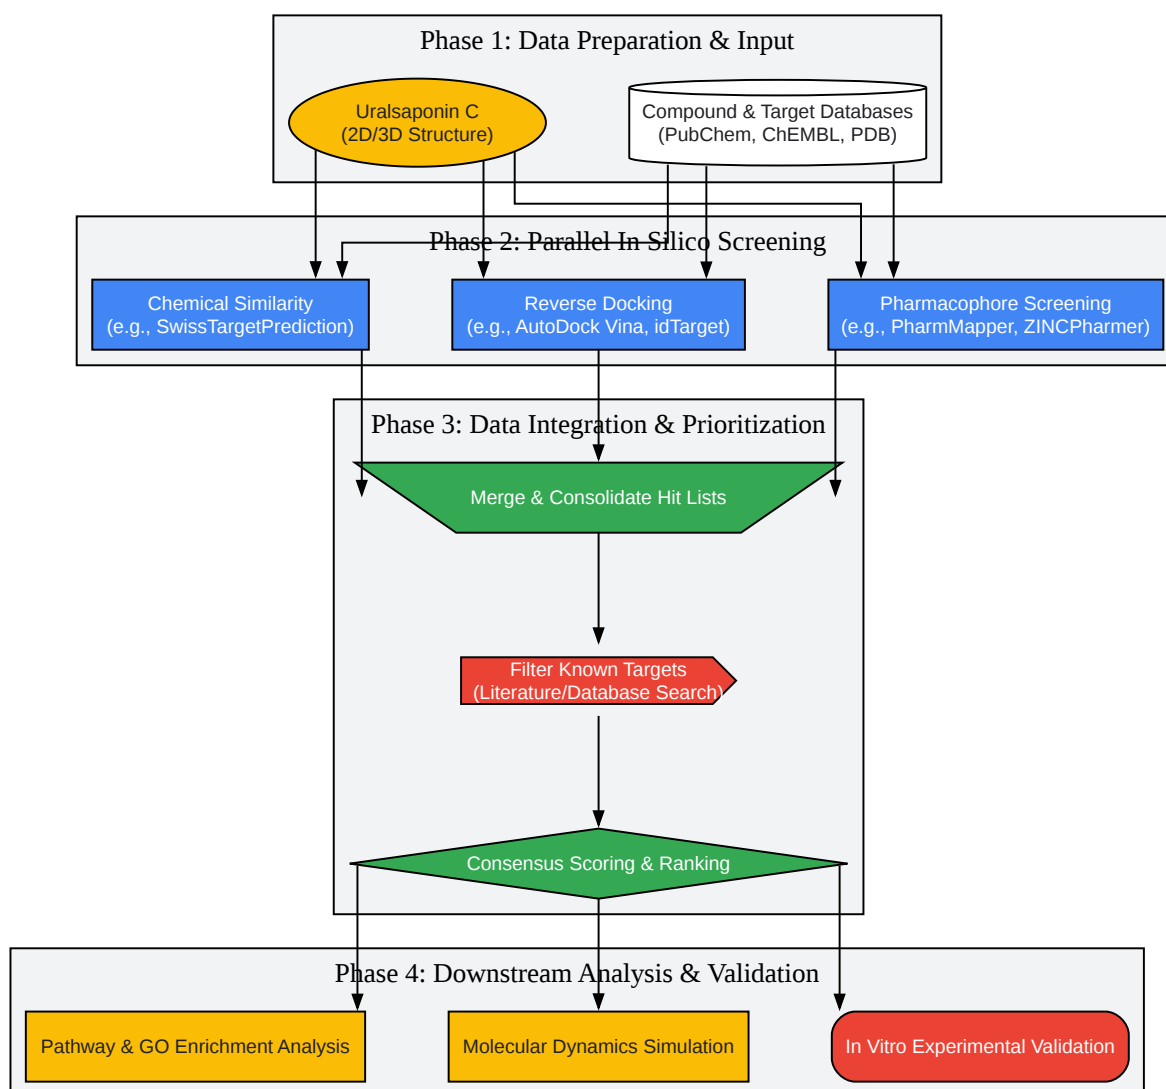 Phase 1: Data Preparation & Input
Uralsaponin C
(2D/3D Structure)
Compound & Target Databases
(PubChem, ChEMBL, PDB)
Phase 2: Parallel In Silico Screening
Chemical Similarity
(e.g., SwissTargetPrediction)
Reverse Docking
(e.g., AutoDock Vina, idTarget)
Pharmacophore Screening
(e.g., PharmMapper, ZINCPharmer)
Phase 3: Data Integration & Prioritization
Merge & Consolidate Hit Lists
Filter Known Targets
(Literature/Database Search)
Consensus Scoring & Ranking
Phase 4: Downstream Analysis & Validation
Pathway & GO Enrichment Analysis
Molecular Dynamics Simulation
In Vitro Experimental Validation